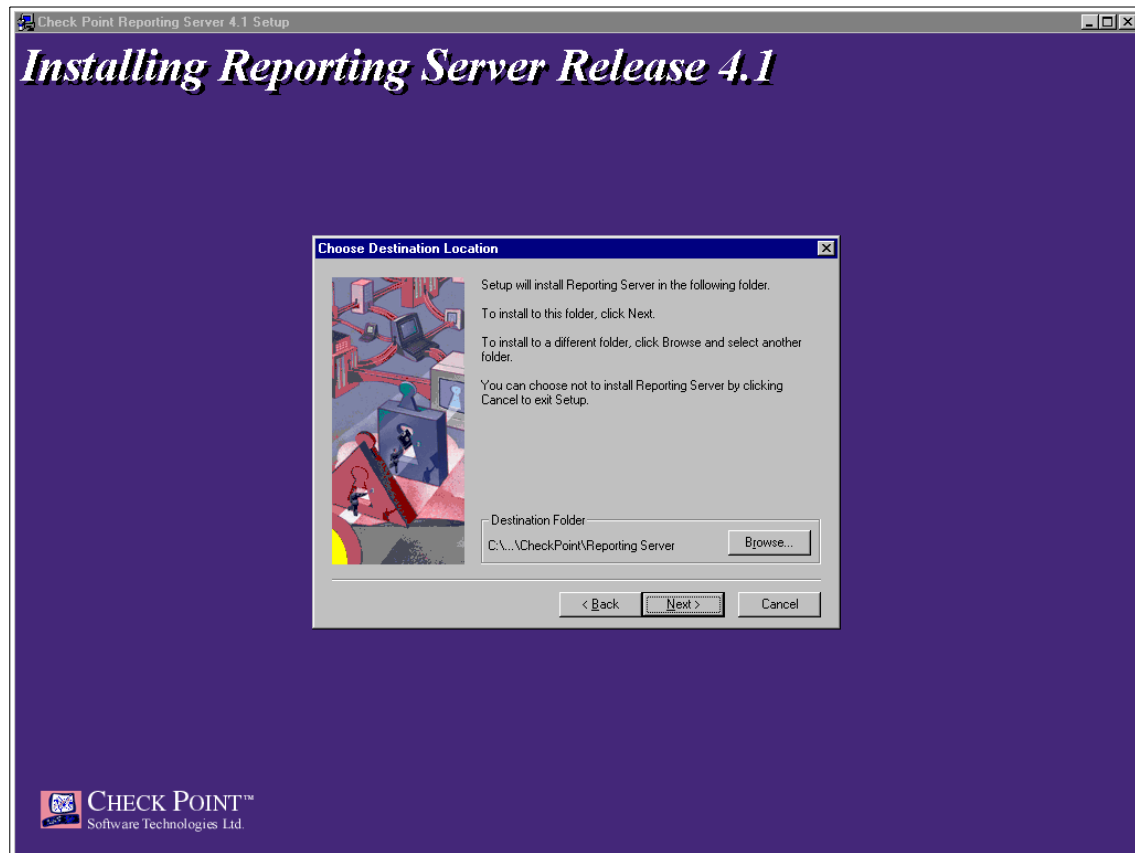 Check Point Reporting Server 4.1 Setup
Installing Reporting Server Release 4.1
Choose Destination Location
Setup will install Reporting Server in the following folder.
To install to this folder, click Next.
To install to a different folder, click Browse and select another
folder.
You can choose not to install Reporting Server by clicking
Cancel to exit Setup.
Destination Folder
C:\...\CheckPoint\Reporting Server
Browse...
< Back
Next >
Cancel
CHECK POINT™
Software Technologies Ltd.